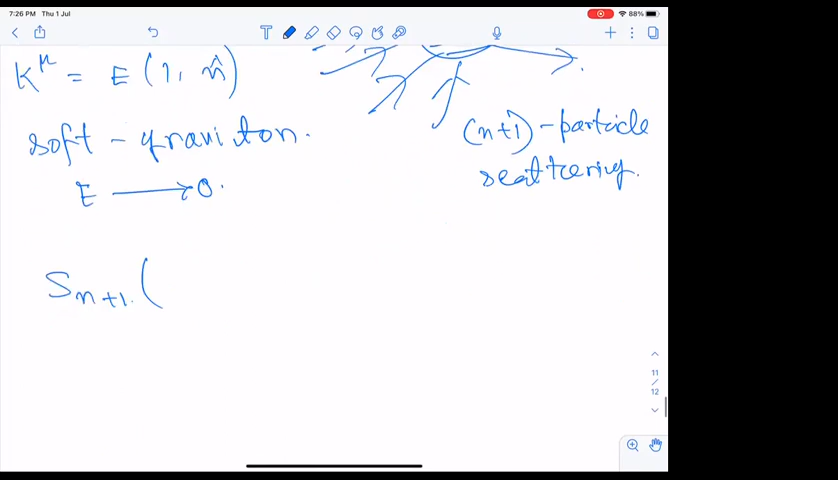 7:26 PM Thu 1 Jul
88%
K^μ = E (1, n̂)
soft - graviton.
(n+1) - particle
scattering.
E ⟶ 0.
S_{n+1} (
11
/
12